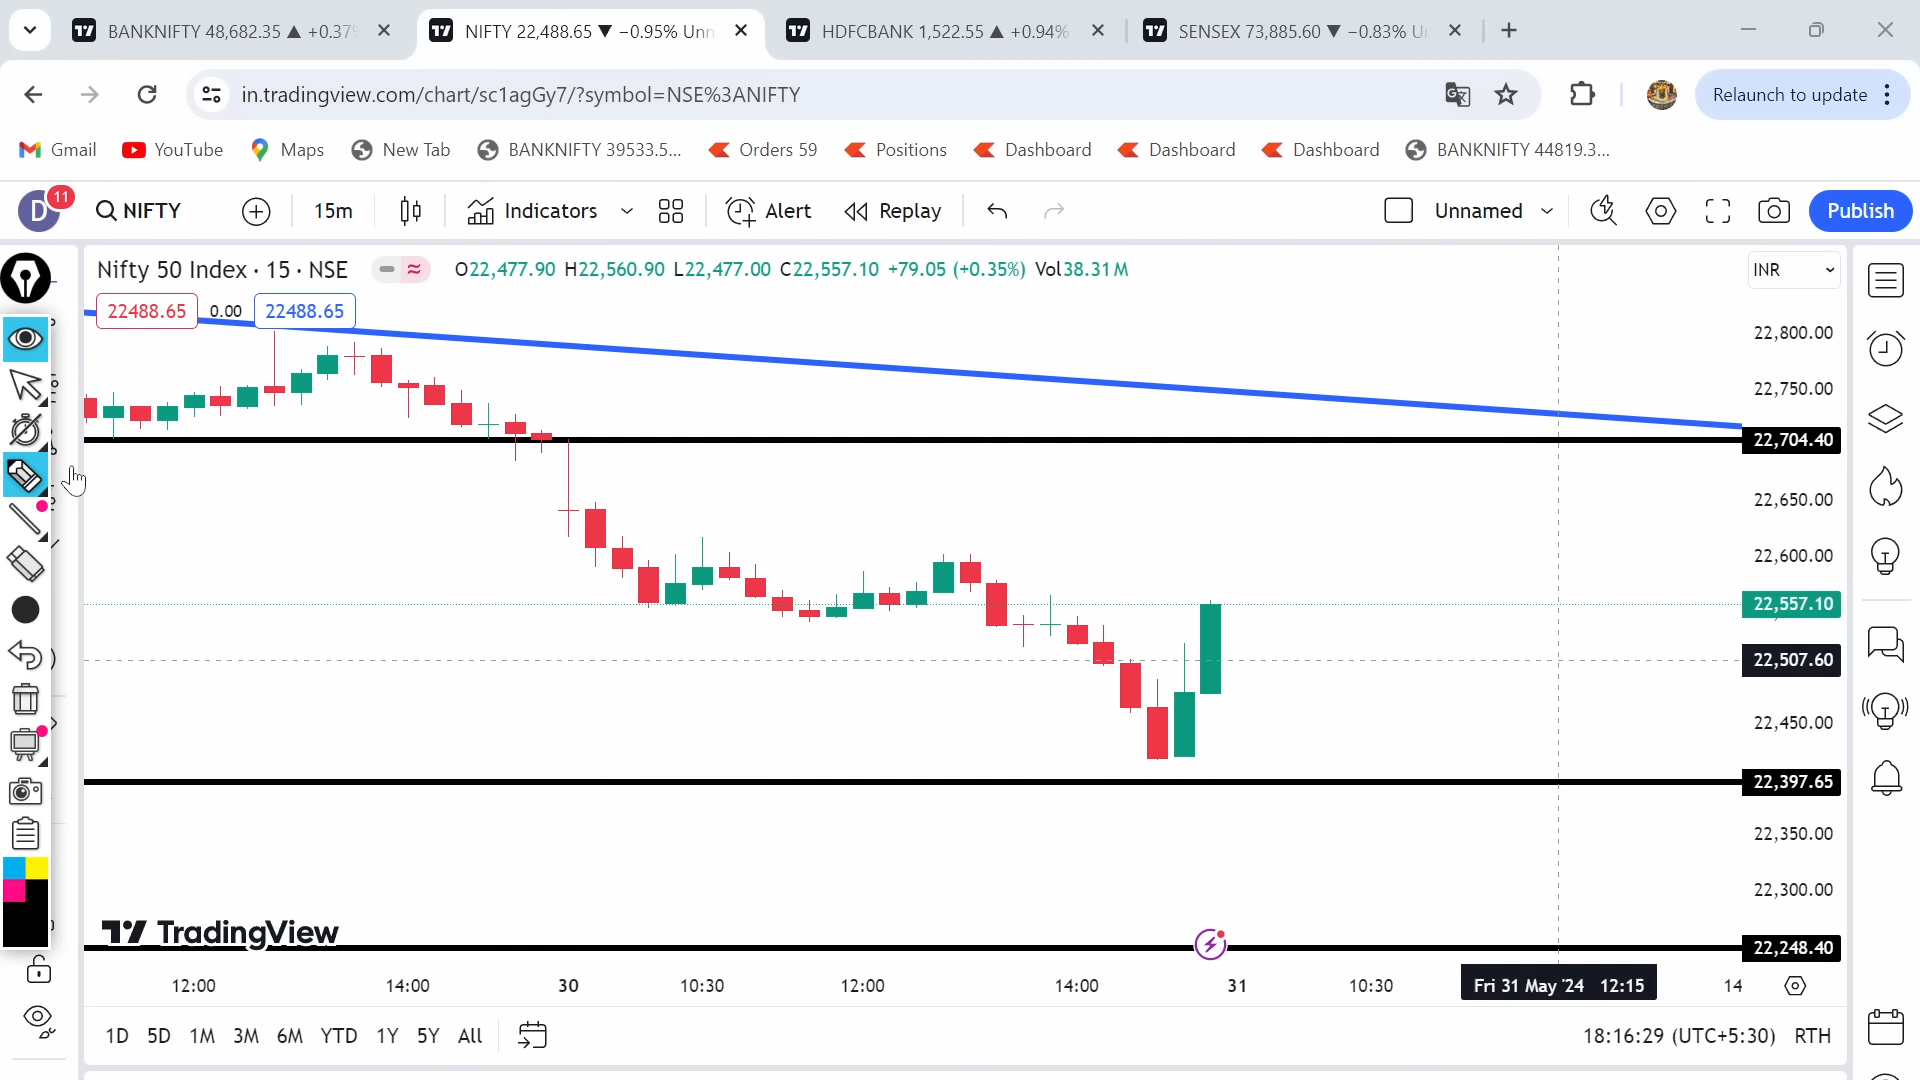 BANKNIFTY 48,682.35 ▲ +0.37%
NIFTY 22,488.65 ▼ −0.95% Unn
HDFCBANK 1,522.55 ▲ +0.94%
SENSEX 73,885.60 ▼ −0.83% U
in.tradingview.com/chart/sc1agGy7/?symbol=NSE%3ANIFTY
Relaunch to update
Gmail
YouTube
Maps
New Tab
BANKNIFTY 39533.5...
Orders 59
Positions
Dashboard
Dashboard
Dashboard
BANKNIFTY 44819.3...
D
11
NIFTY
15m
Indicators
Alert
Replay
Unnamed
Publish
Nifty 50 Index · 15 · NSE
O22,477.90 H22,560.90 L22,477.00 C22,557.10 +79.05 (+0.35%) Vol38.31M
INR
22488.65
0.00
22488.65
22,800.00
22,750.00
22,704.40
22,650.00
22,600.00
22,557.10
22,507.60
22,450.00
22,397.65
22,350.00
22,300.00
TradingView
22,248.40
12:00
14:00
30
10:30
12:00
14:00
31
10:30
Fri 31 May '24 12:15
14
1D 5D 1M 3M 6M YTD 1Y 5Y All
18:16:29 (UTC+5:30) RTH